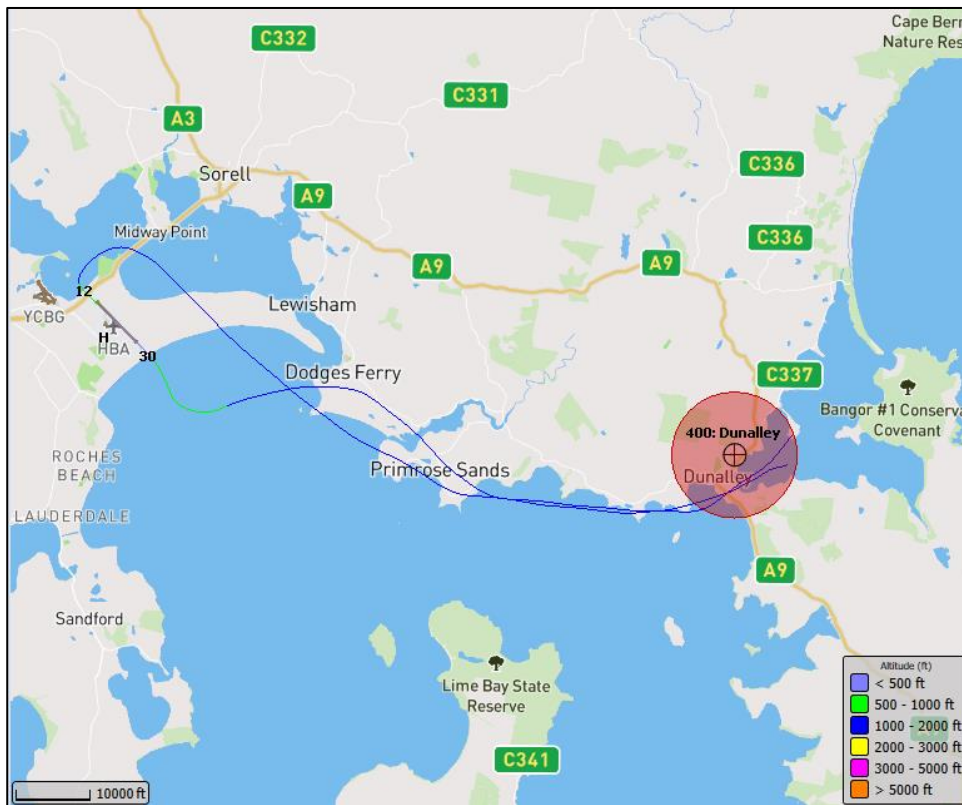 Cape Bern
Nature Res
C332
C331
A3
C336
Sorell
A9
Midway Point
C336
A9
A9
12
Lewisham
YCBG
H
HBA
30
Dodges Ferry
C337
Bangor #1 Conserva
Covenant
400: Dunalley
ROCHES
BEACH
Primrose Sands
Dunalley
LAUDERDALE
A9
Sandford
Lime Bay State
Reserve
C341
Altitude (ft)
< 500 ft
500 - 1000 ft
1000 - 2000 ft
2000 - 3000 ft
3000 - 5000 ft
> 5000 ft
10000 ft